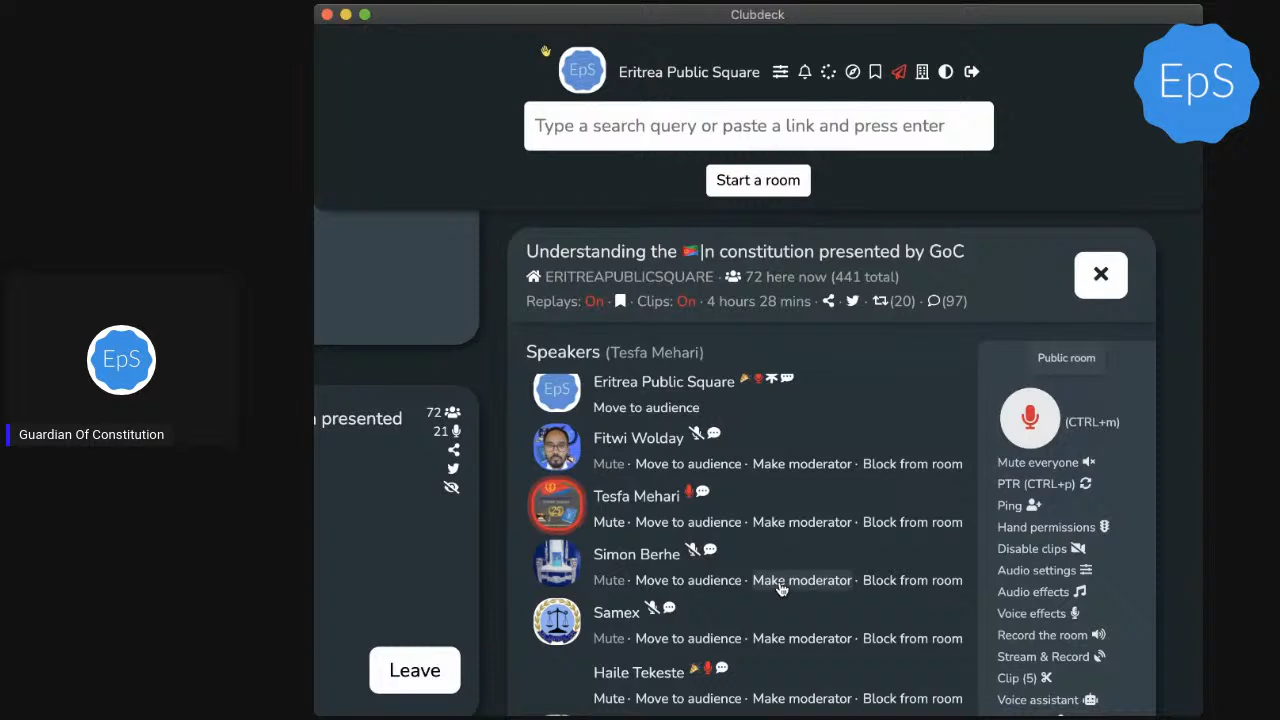 Clubdeck
EpS
Eritrea Public Square
EpS
Type a search query or paste a link and press enter
Start a room
Understanding the 🇪🇷|n constitution presented by GoC
ERITREAPUBLICSQUARE · 72 here now (441 total)
Replays: On · Clips: On · 4 hours 28 mins · (20) · (97)
Speakers (Tesfa Mehari)
EpS
Eritrea Public Square
Move to audience
Fitwi Wolday
Mute · Move to audience · Make moderator · Block from room
Tesfa Mehari
Mute · Move to audience · Make moderator · Block from room
Simon Berhe
Mute · Move to audience · Make moderator · Block from room
Samex
Mute · Move to audience · Make moderator · Block from room
Haile Tekeste
Mute · Move to audience · Make moderator · Block from room
Public room
(CTRL+m)
Mute everyone
PTR (CTRL+p)
Ping
Hand permissions
Disable clips
Audio settings
Audio effects
Voice effects
Record the room
Stream & Record
Clip (5)
Voice assistant
presented
72
21
Leave
EpS
Guardian Of Constitution